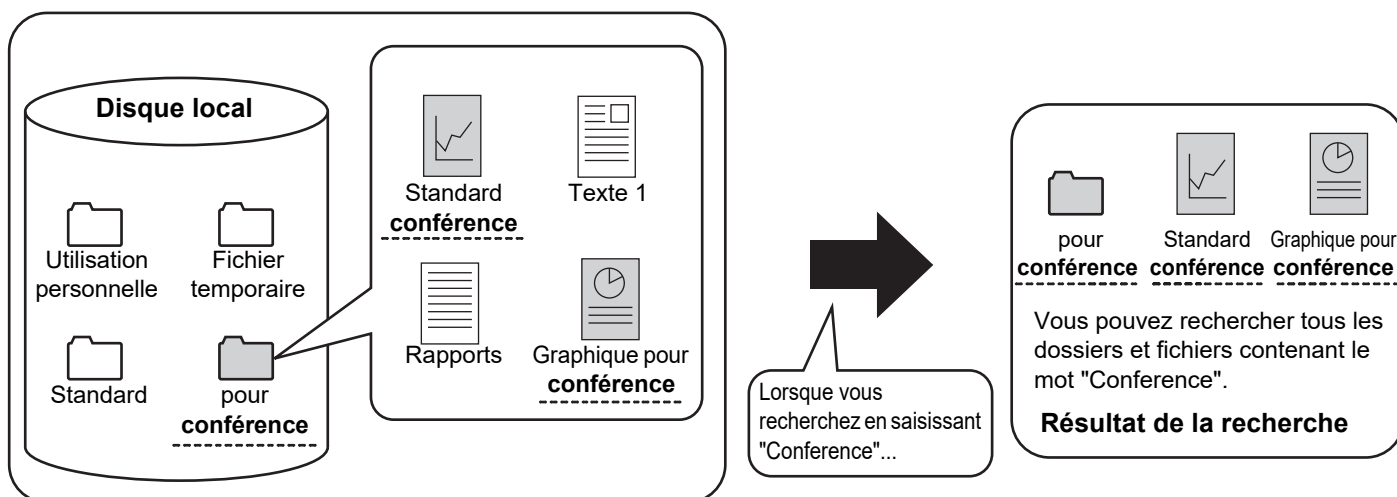 Disque local
Utilisation
personnelle
Fichier
temporaire
Standard
pour
conférence
Standard
conférence
Texte 1
Rapports
Graphique pour
conférence
Lorsque vous
recherchez en saisissant
"Conference"...
pour
conférence
Standard
conférence
Graphique pour
conférence
Vous pouvez rechercher tous les
dossiers et fichiers contenant le
mot "Conference".
Résultat de la recherche